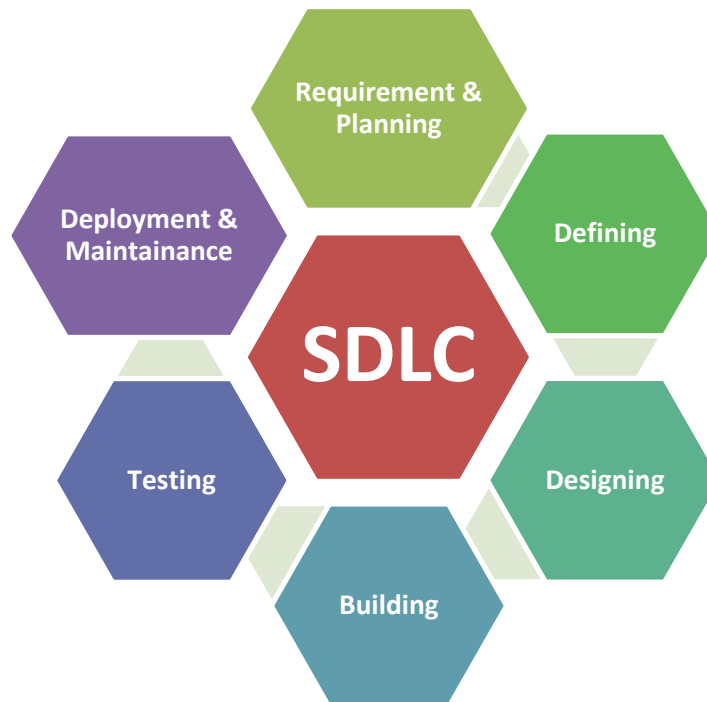 Requirement &
Planning
Defining
Designing
Building
Testing
Deployment &
Maintainance
SDLC